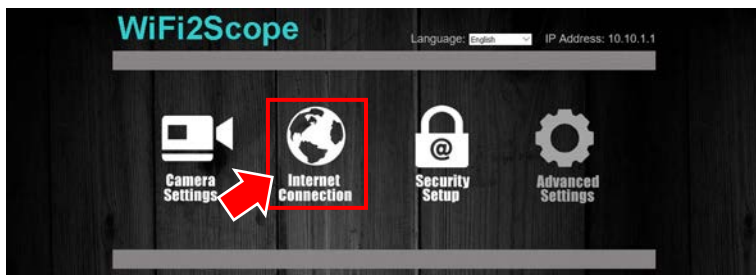 WiFi2Scope
Language: English IP Address: 10.10.1.1
@
Camera
Settings
Internet
Connection
Security
Setup
Advanced
Settings